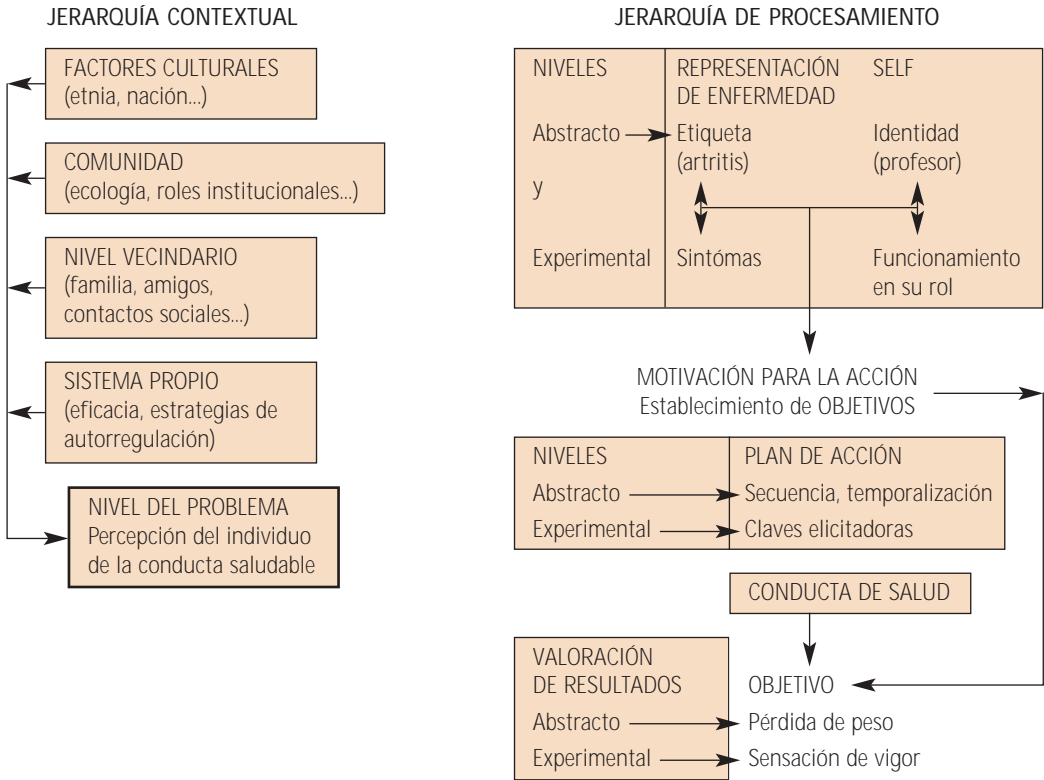 JERARQUÍA CONTEXTUAL
FACTORES CULTURALES
(etnia, nación...)
COMUNIDAD
(ecología, roles institucionales...)
NIVEL VECINDARIO
(familia, amigos,
contactos sociales...)
SISTEMA PROPIO
(eficacia, estrategias de
autorregulación)
NIVEL DEL PROBLEMA
Percepción del individuo
de la conducta saludable
JERARQUÍA DE PROCESAMIENTO
NIVELES REPRESENTACIÓN SELF
DE ENFERMEDAD
Abstracto Etiqueta Identidad
(artritis) (profesor)
y
Experimental Sintómas Funcionamiento
en su rol
MOTIVACIÓN PARA LA ACCIÓN
Establecimiento de OBJETIVOS
NIVELES PLAN DE ACCIÓN
Abstracto Secuencia, temporalización
Experimental Claves elicitadoras
CONDUCTA DE SALUD
VALORACIÓN
DE RESULTADOS OBJETIVO
Abstracto Pérdida de peso
Experimental Sensación de vigor